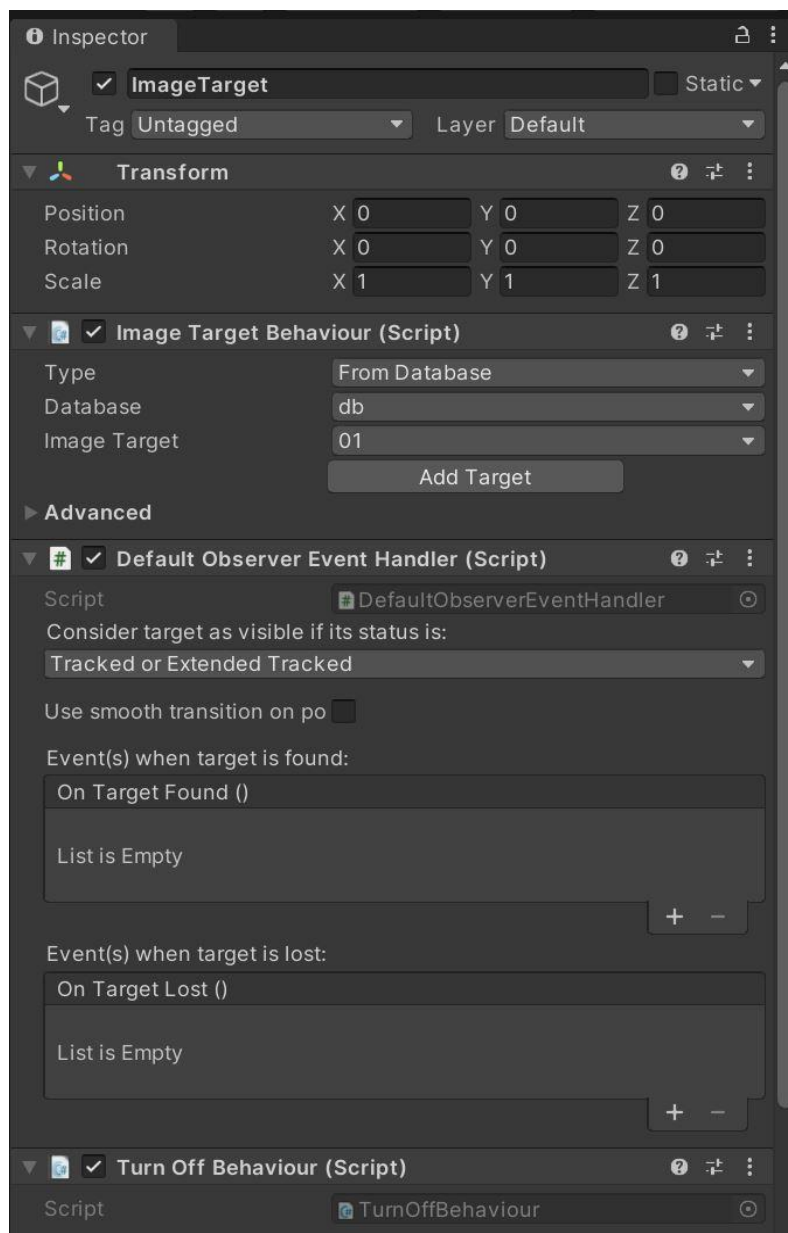 Inspector
ImageTarget
Static
Tag Untagged Layer Default
Transform
Position X 0 Y 0 Z 0
Rotation X 0 Y 0 Z 0
Scale X 1 Y 1 Z 1
Image Target Behaviour (Script)
Type From Database
Database db
Image Target 01
Add Target
Advanced
# Default Observer Event Handler (Script)
Script # DefaultObserverEventHandler
Consider target as visible if its status is:
Tracked or Extended Tracked
Use smooth transition on po
Event(s) when target is found:
On Target Found ()
List is Empty
+ −
Event(s) when target is lost:
On Target Lost ()
List is Empty
+ −
Turn Off Behaviour (Script)
Script TurnOffBehaviour